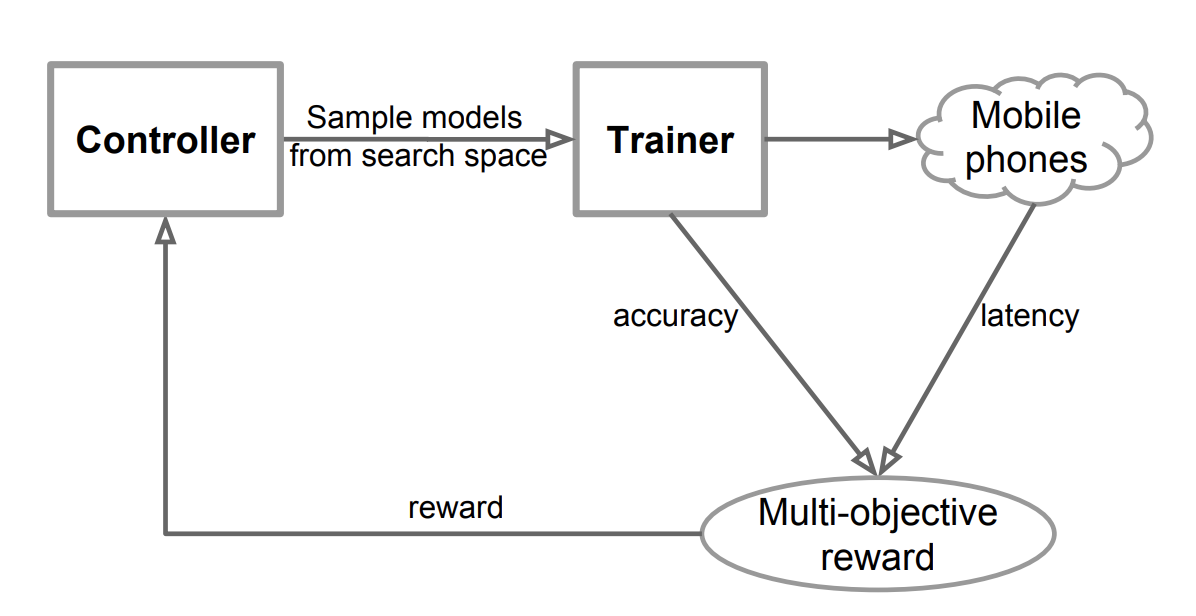 Controller
Sample models
from search space
Trainer
Mobile
phones
accuracy
latency
reward
Multi-objective
reward